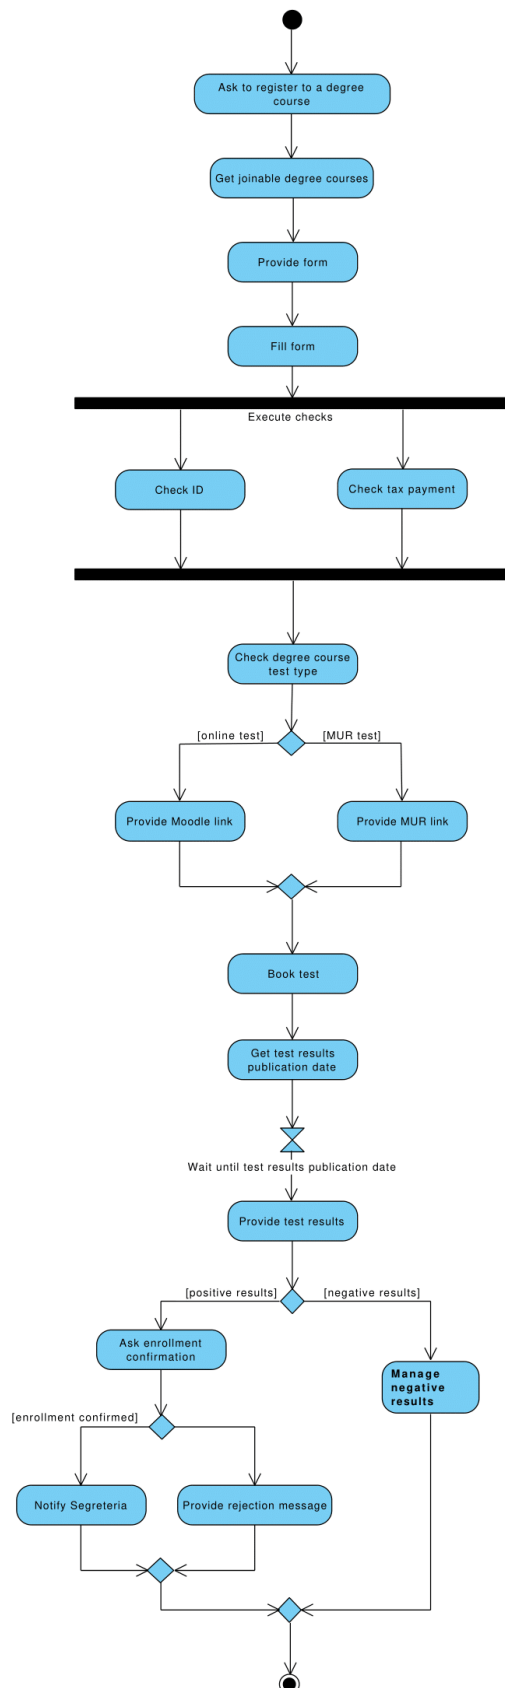 Ask to register to a degree
course
Get joinable degree courses
Provide form
Fill form
Execute checks
Check ID
Check tax payment
Check degree course
test type
[online test]
[MUR test]
Provide Moodle link
Provide MUR link
Book test
Get test results
publication date
Wait until test results publication date
Provide test results
[positive results]
[negative results]
Ask enrollment
confirmation
Manage
negative
results
[enrollment confirmed]
Notify Segreteria
Provide rejection message